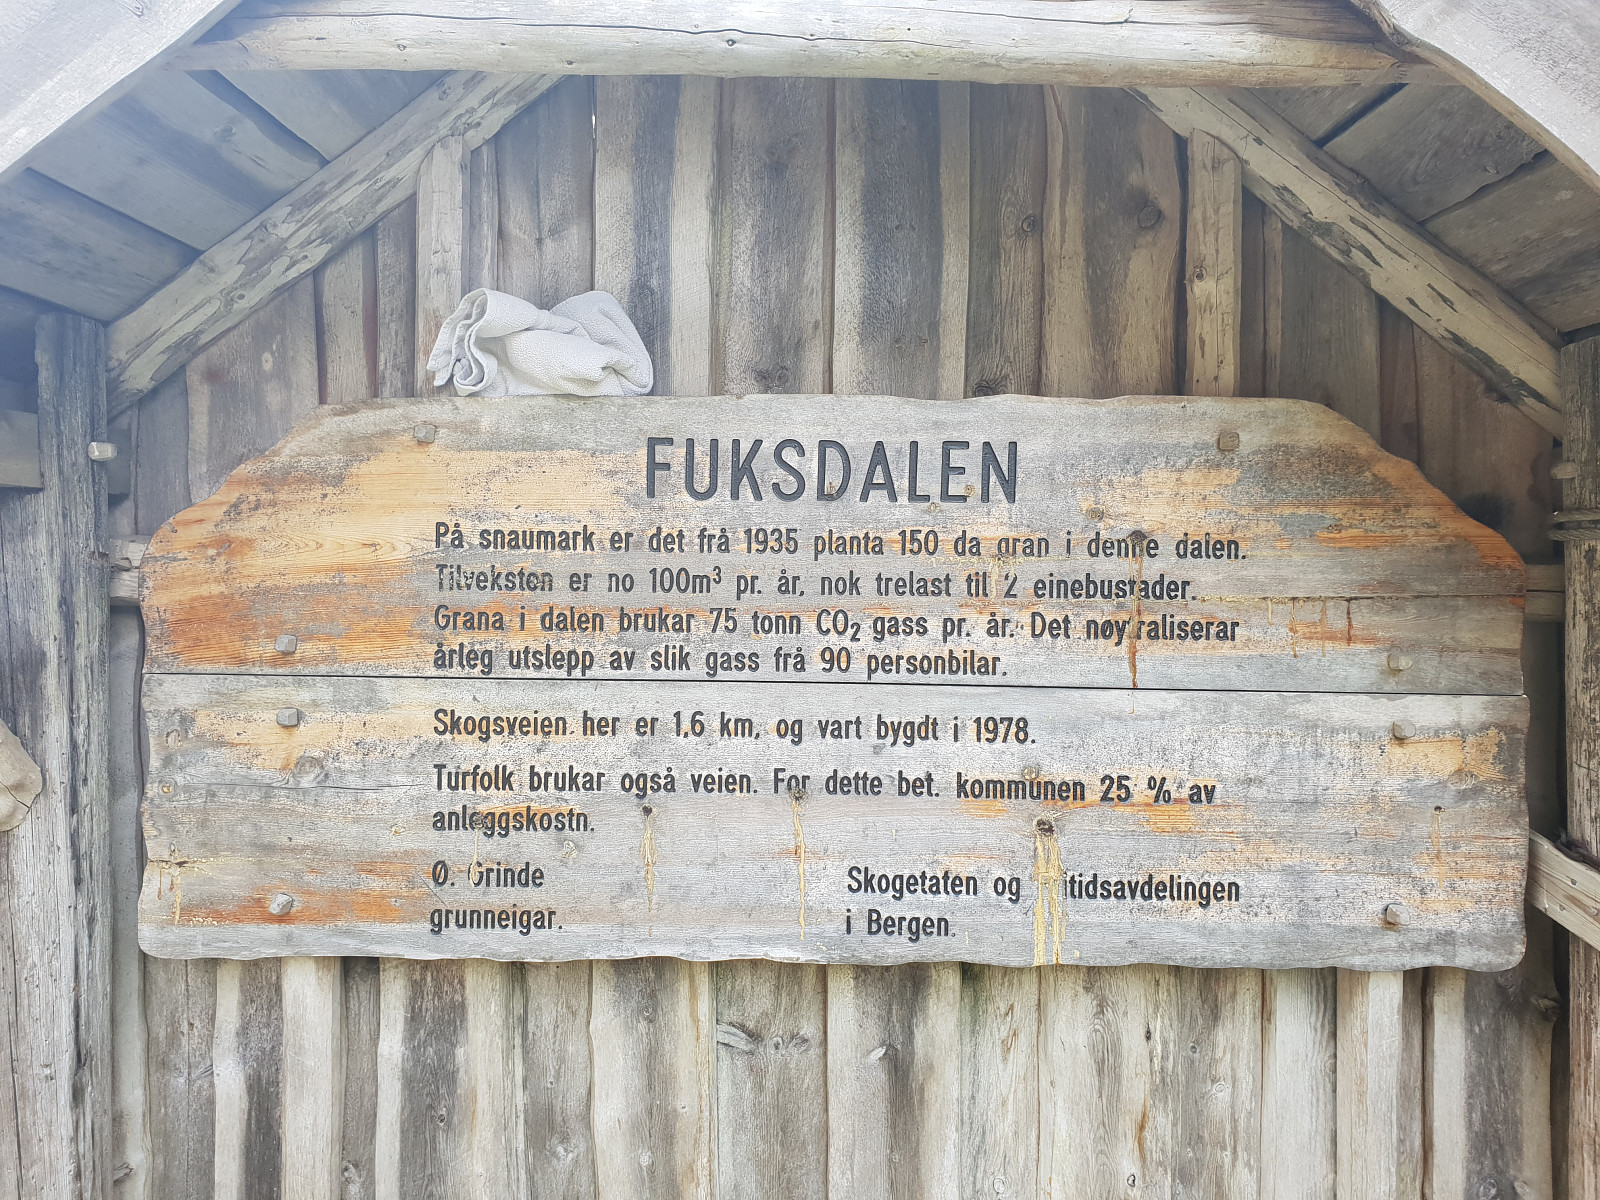 FUKSDALEN
På snaumark er det frå 1935 planta 150 da gran i denne dalen.
Tilveksten er no 100m³ pr. år, nok trelast til 2 einebustader.
Grana i dalen brukar 75 tonn CO₂ gass pr. år. Det nøytraliserar
årleg utslepp av slik gass frå 90 personbilar.
Skogsveien her er 1,6 km, og vart bygdt i 1978.
Turfolk brukar også veien. For dette bet. kommunen 25 % av
anleggskostn.
Ø. Grinde
grunneigar.
Skogetaten og fritidsavdelingen
i Bergen.